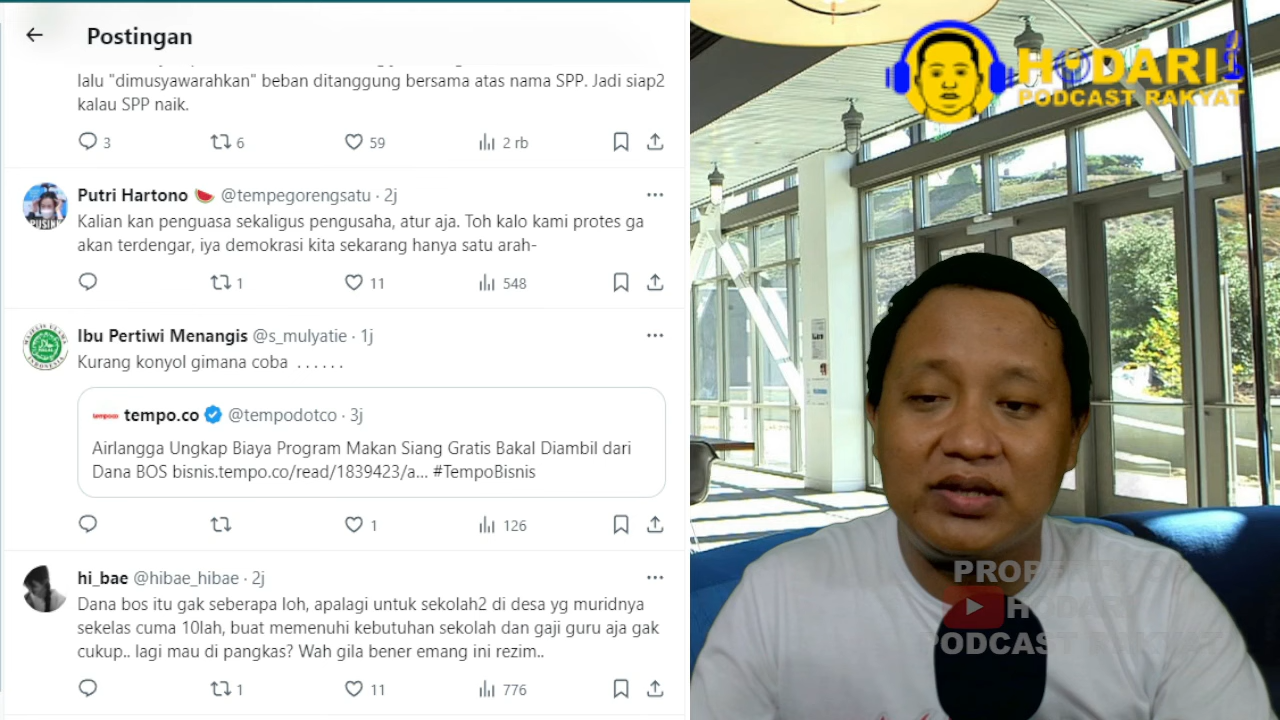 Postingan
lalu "dimusyawarahkan" beban ditanggung bersama atas nama SPP. Jadi siap2
kalau SPP naik.
3 6 59 2 rb
Putri Hartono 🍉 @tempegorengsatu · 2j
Kalian kan penguasa sekaligus pengusaha, atur aja. Toh kalo kami protes ga
akan terdengar, iya demokrasi kita sekarang hanya satu arah-
1 11 548
Ibu Pertiwi Menangis @s_mulyatie · 1j
Kurang konyol gimana coba ......
tempo.co @tempodotco · 3j
Airlangga Ungkap Biaya Program Makan Siang Gratis Bakal Diambil dari
Dana BOS bisnis.tempo.co/read/1839423/a... #TempoBisnis
1 126
hi_bae @hibae_hibae · 2j
Dana bos itu gak seberapa loh, apalagi untuk sekolah2 di desa yg muridnya
sekelas cuma 10lah, buat memenuhi kebutuhan sekolah dan gaji guru aja gak
cukup.. lagi mau di pangkas? Wah gila bener emang ini rezim..
1 11 776
HODARI
PODCAST RAKYAT
HODARI
PODCAST RAKYAT